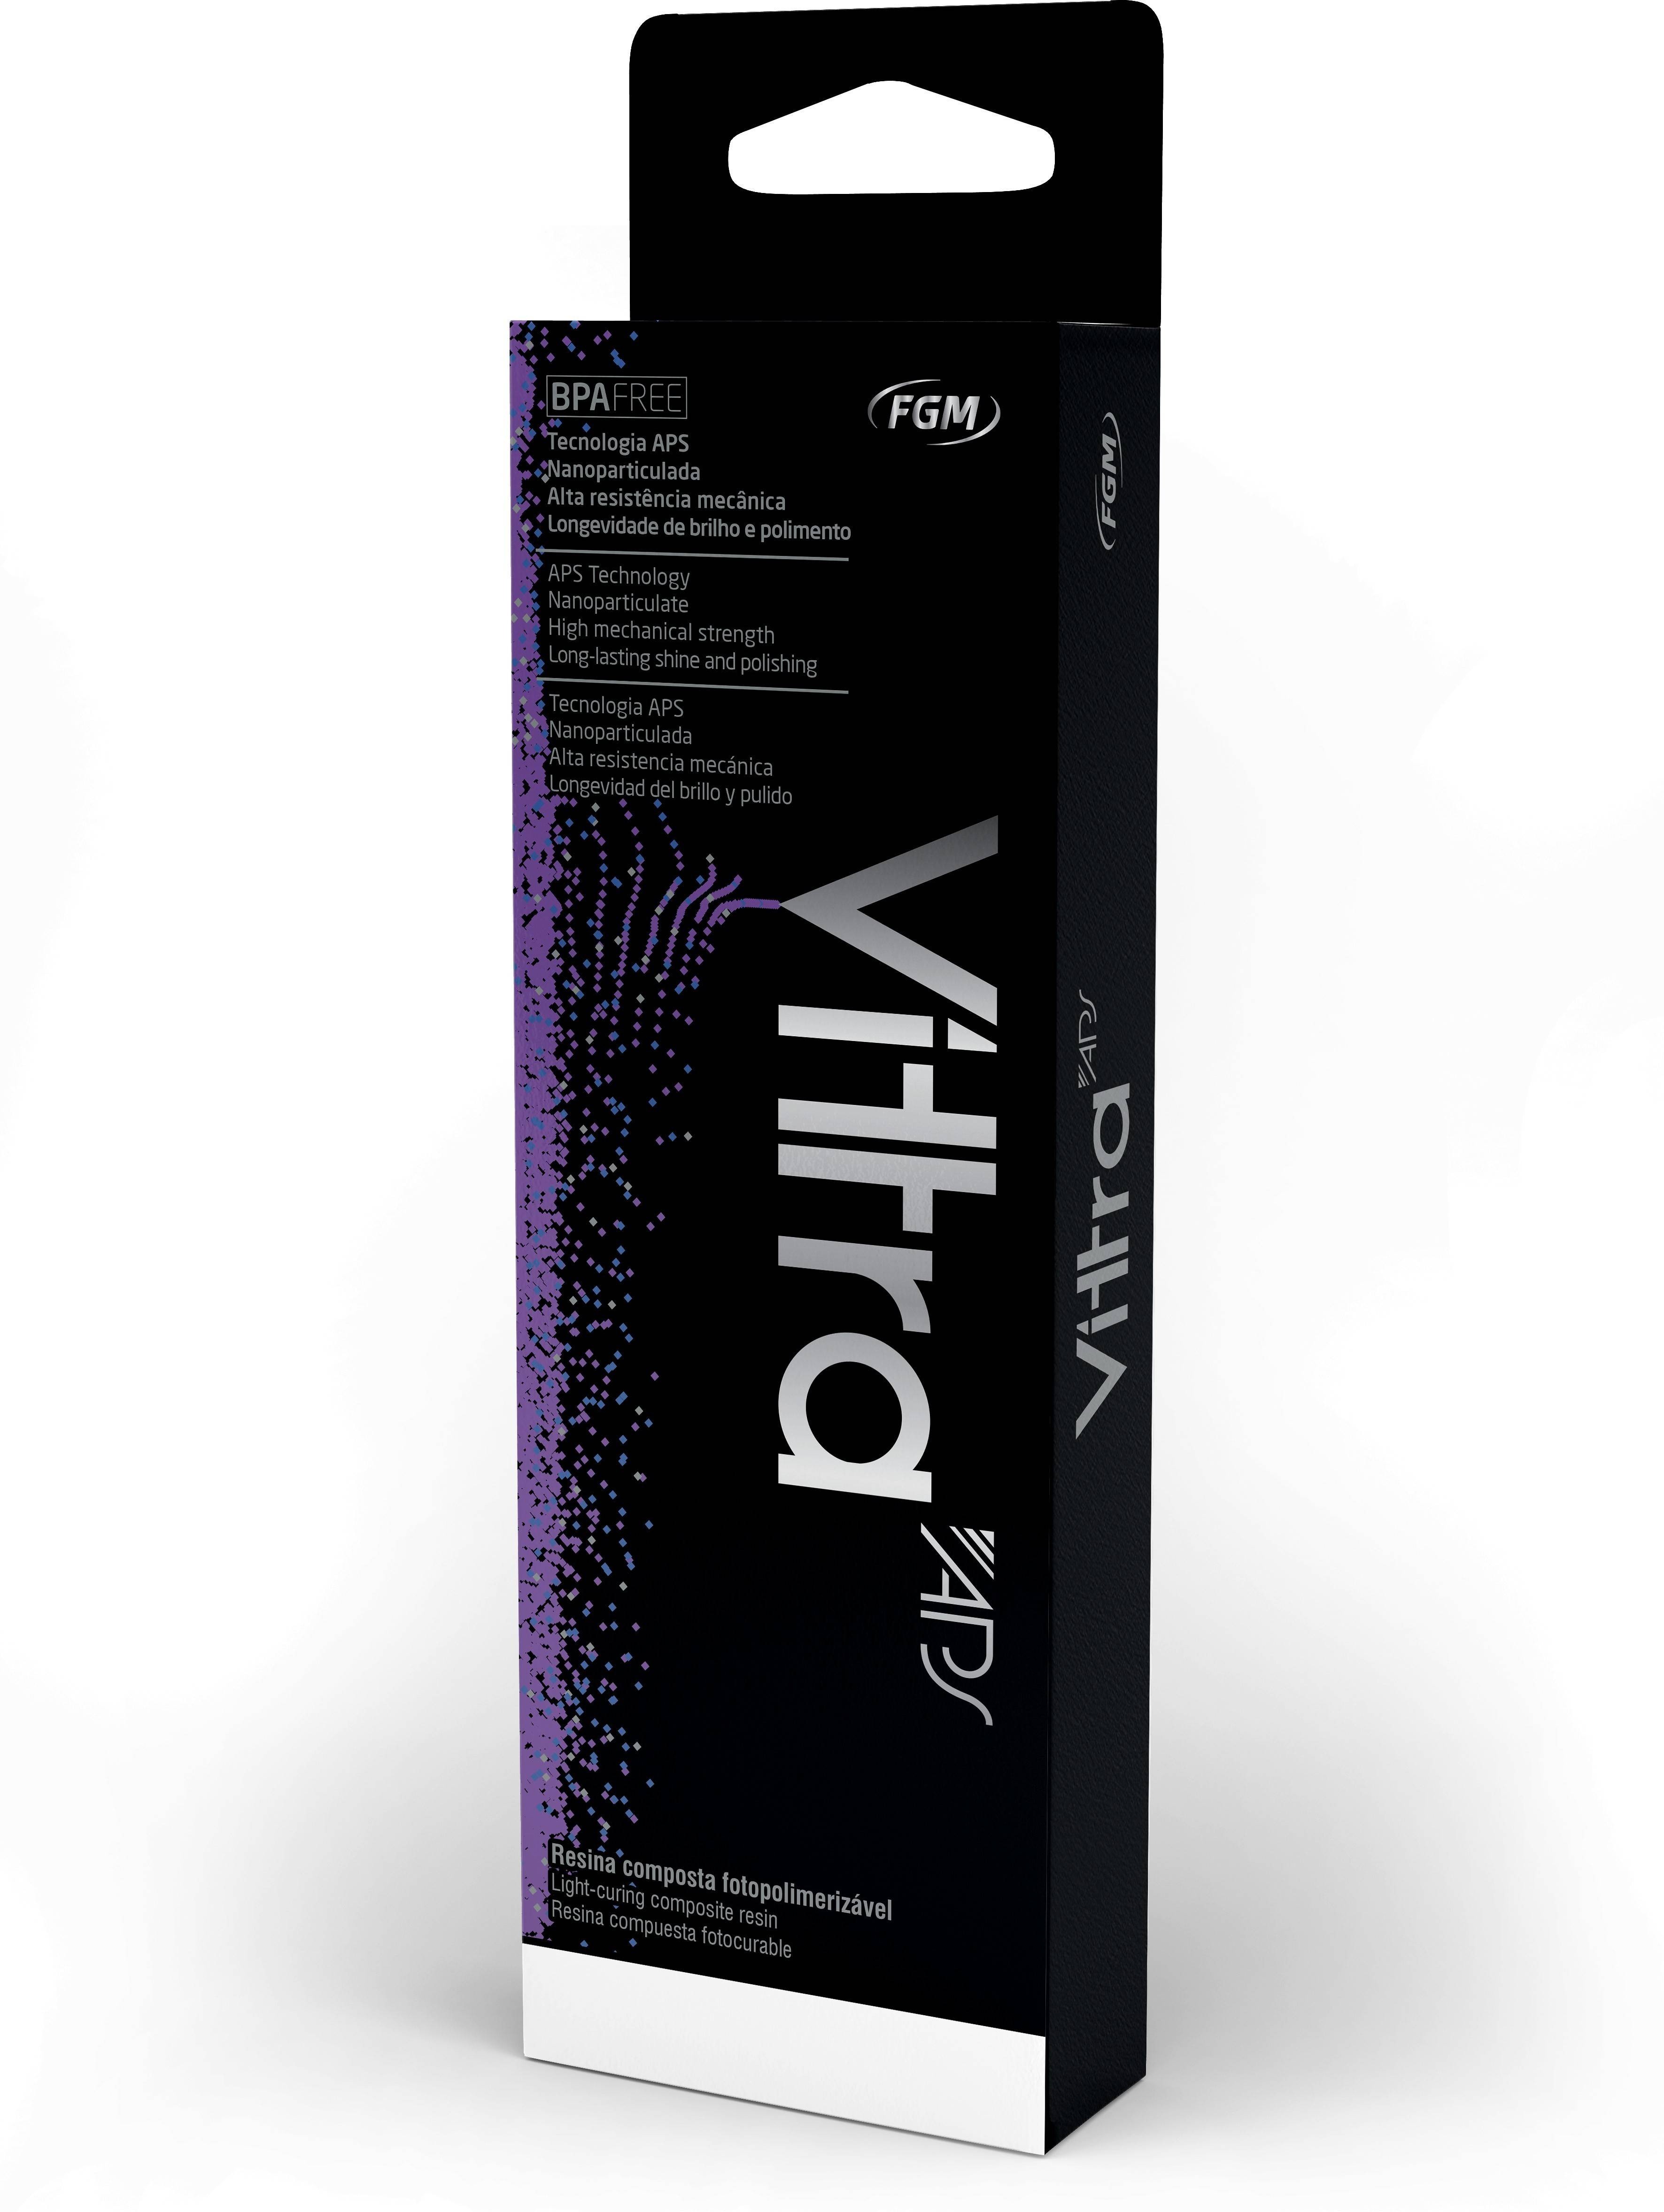 BPAFREE
FGM
Tecnologia APS
Nanoparticulada
Alta resistência mecânica
Longevidade de brilho e polimento
APS Technology
Nanoparticulate
High mechanical strength
Long-lasting shine and polishing
Tecnologia APS
Nanoparticulada
Alta resistencia mecánica
Longevidad del brillo y pulido
Vittra APS
Resina composta fotopolimerizável
Light-curing composite resin
Resina compuesta fotocurable
FGM
Vittra APS